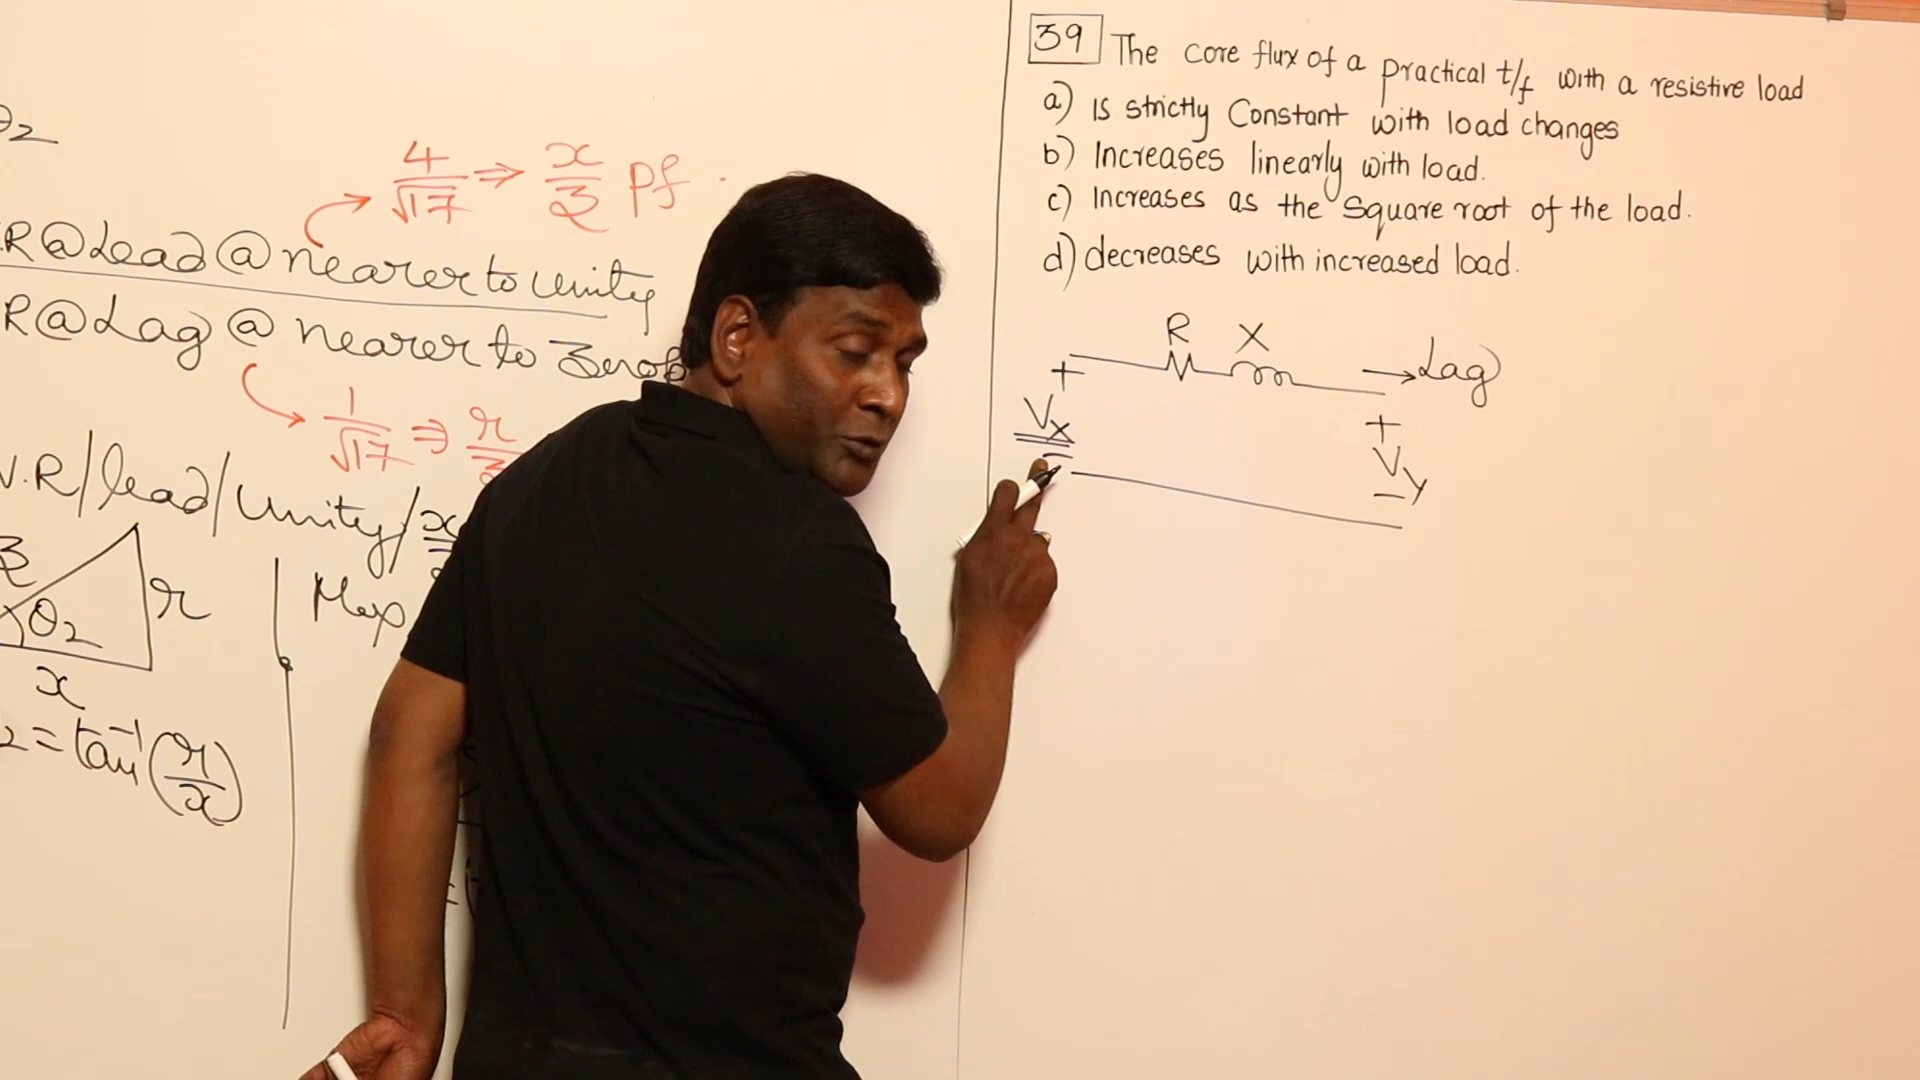 θ2
4/√17 ⇒ x/z pf.
R @ Lead @ nearer to unity
R @ Lag @ nearer to Zero
1/√17 ⇒ r
V.R/lead/unity/x
z
θ2
r
x
2 = tan⁻¹(r/x)
39 The core flux of a practical t/f with a resistive load
a) Is strictly Constant with load changes
b) Increases linearly with load.
c) Increases as the Square root of the load.
d) decreases with increased load.
R X
+ → Lag
Vx +
- Vy
-